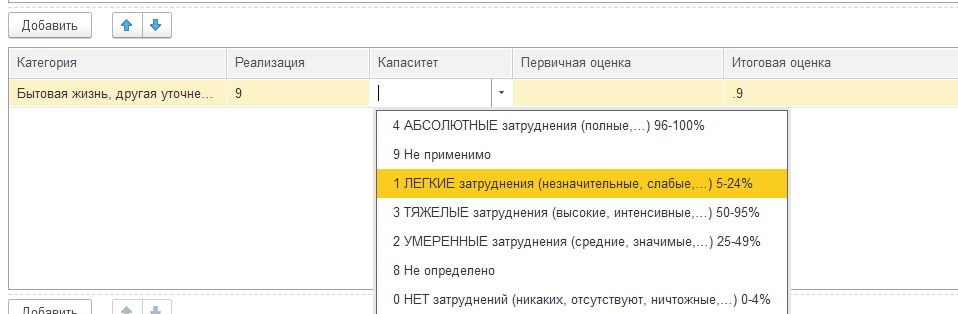 Добавить
Категория Реализация Капаситет Первичная оценка Итоговая оценка
Бытовая жизнь, другая уточне... 9 .9
4 АБСОЛЮТНЫЕ затруднения (полные,...) 96-100%
9 Не применимо
1 ЛЕГКИЕ затруднения (незначительные, слабые,...) 5-24%
3 ТЯЖЕЛЫЕ затруднения (высокие, интенсивные,...) 50-95%
2 УМЕРЕННЫЕ затруднения (средние, значимые,...) 25-49%
8 Не определено
0 НЕТ затруднений (никаких, отсутствуют, ничтожные,...) 0-4%
Добавить